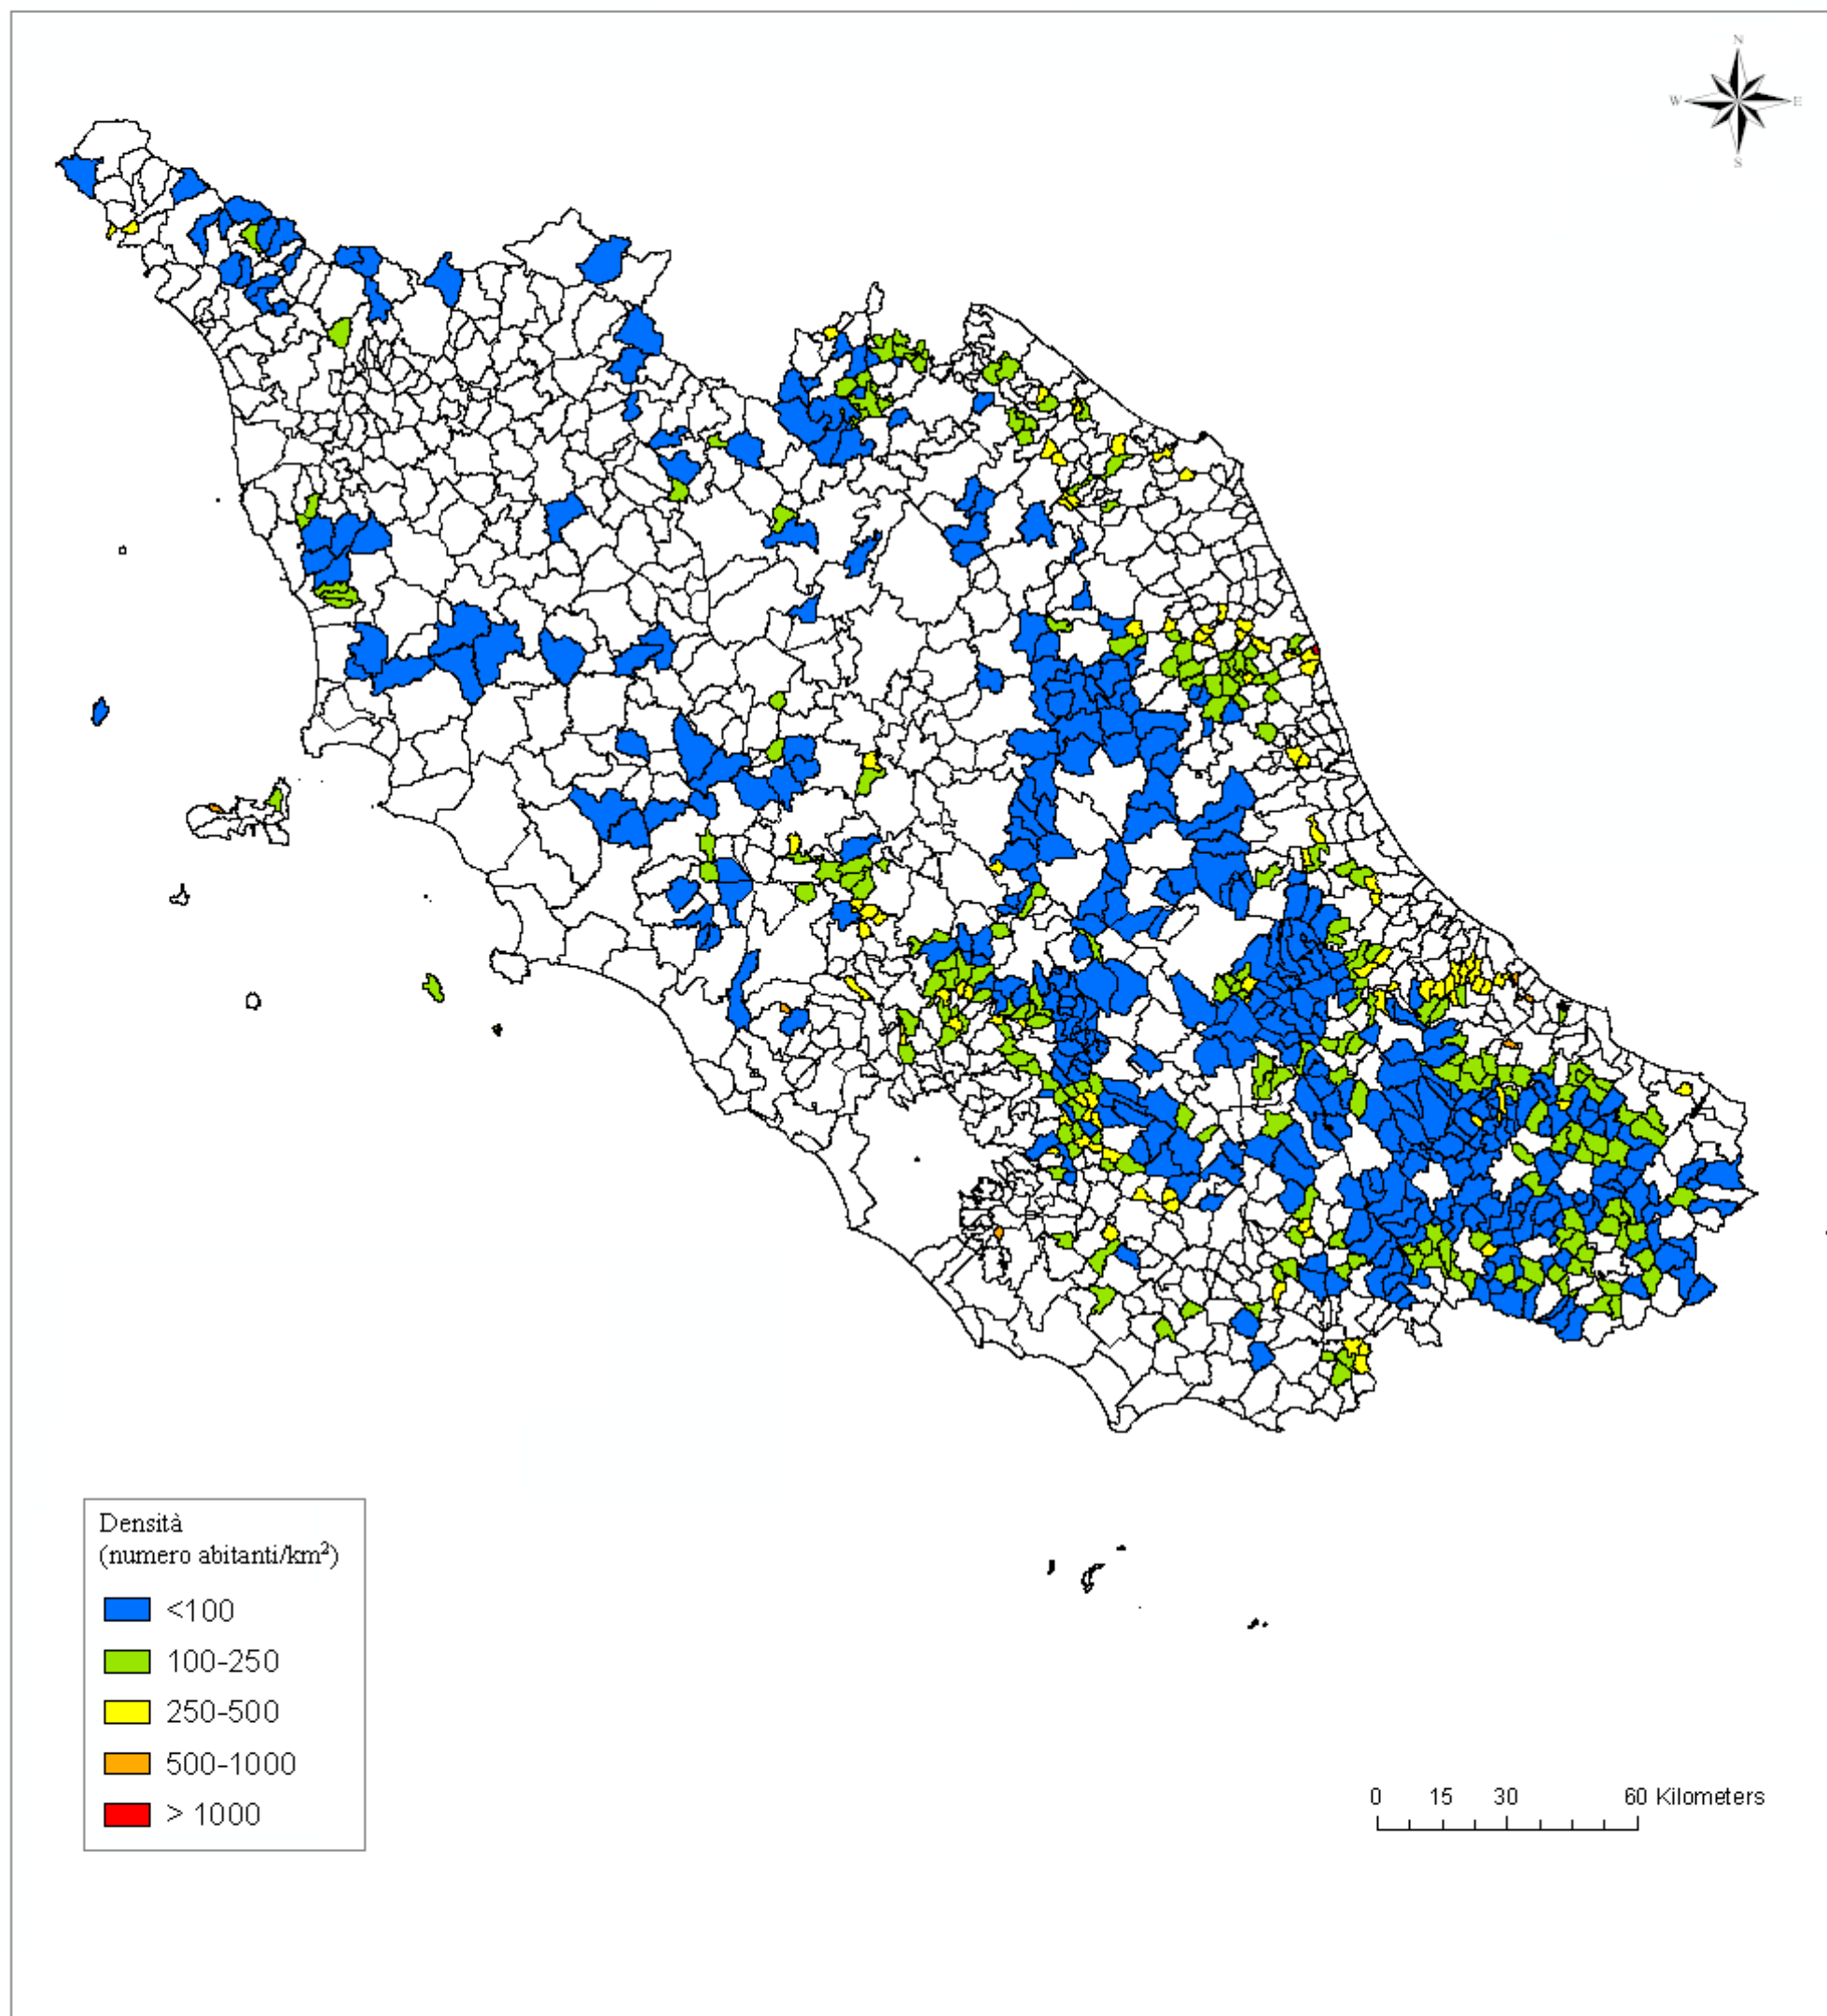 N
W E
S
Densità
(numero abitanti/km²)
<100
100-250
250-500
500-1000
> 1000
0 15 30 60 Kilometers